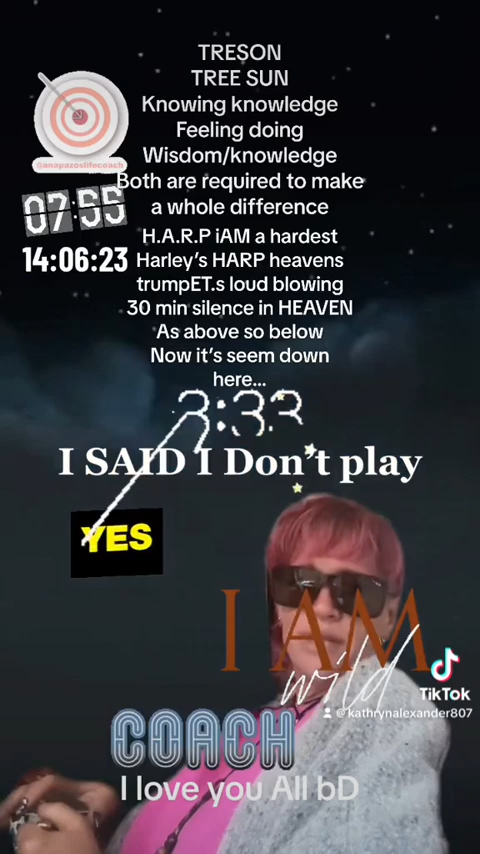 TRESON
TREE SUN
Knowing knowledge
Feeling doing
Wisdom/knowledge
Both are required to make
a whole difference
@anapazoslifecoach
07:55
14:06:23
H.A.R.P iAM a hardest
Harley’s HARP heavens
trumpET.s loud blowing
30 min silence in HEAVEN
As above so below
Now it’s seem down
here...
3:33
I SAID I Don’t play
YES
I AM
wild
TikTok
@kathrynalexander807
COACH
I love you All bD